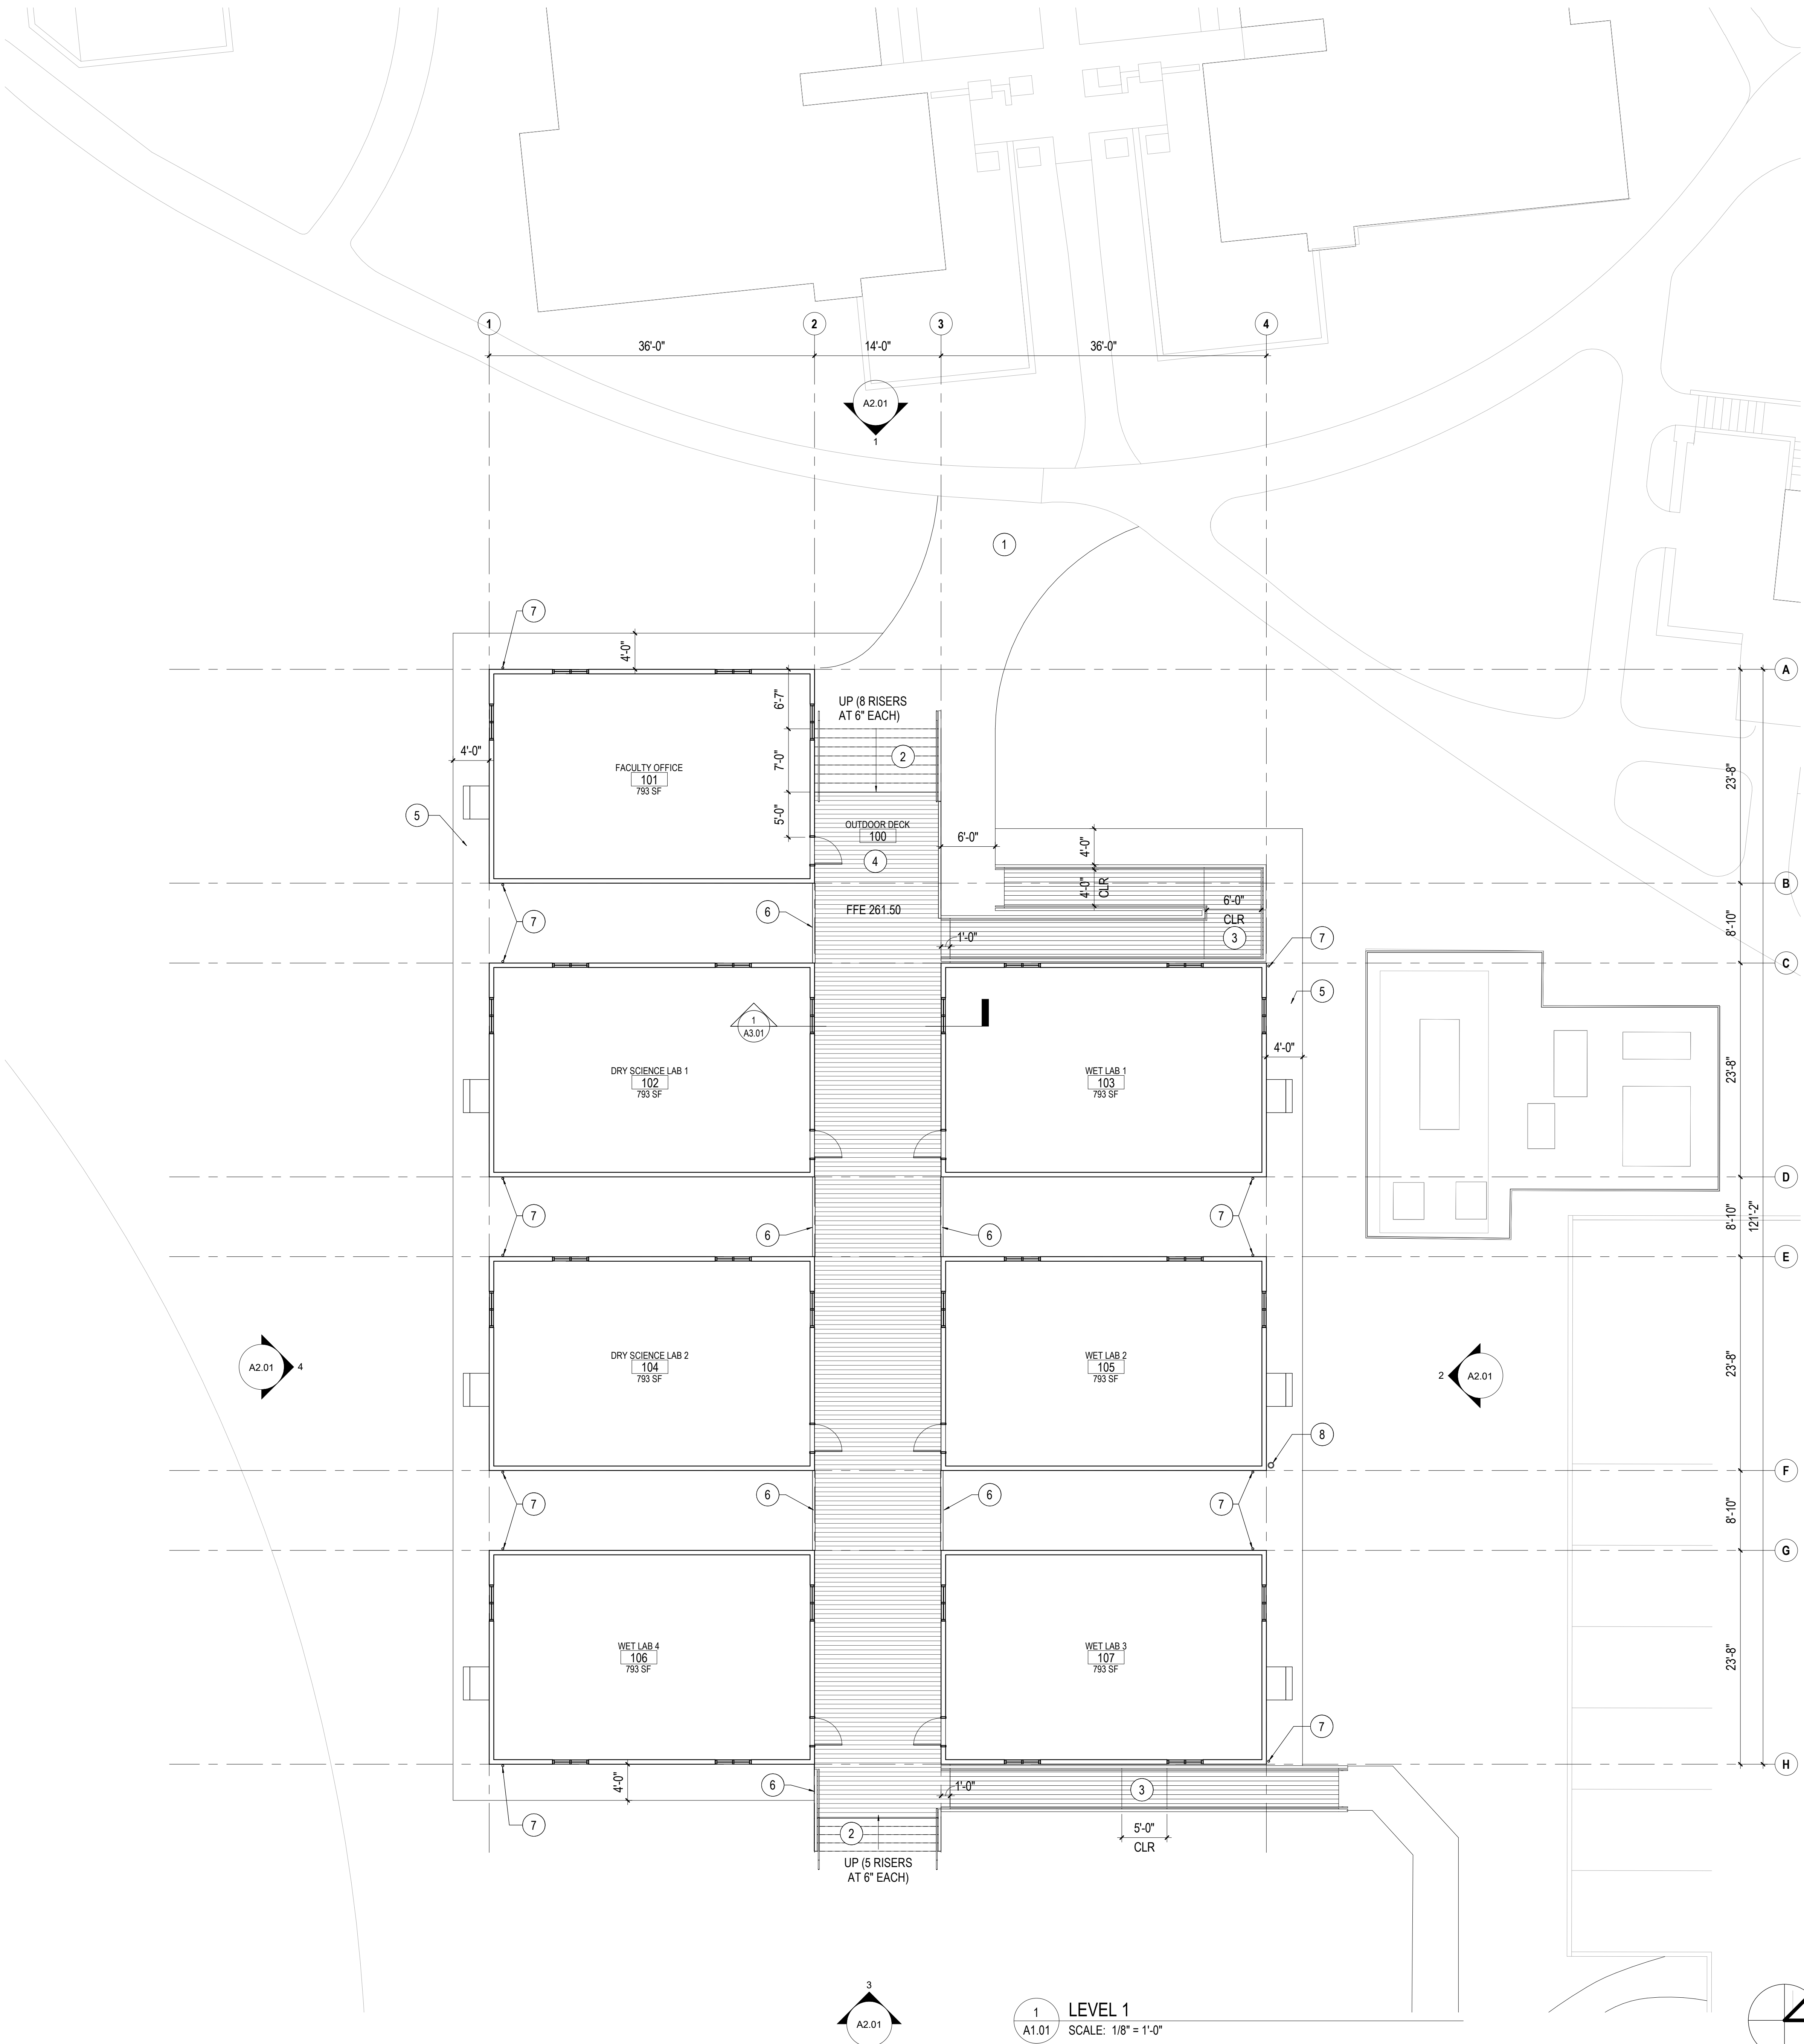 1
2
3
4
36'-0"
14'-0"
36'-0"
A2.01
1
1
7
4'-0"
A
6'-7"
UP (8 RISERS
AT 6" EACH)
4'-0"
7'-0"
2
FACULTY OFFICE
101
793 SF
23'-8"
5
5'-0"
OUTDOOR DECK
100
6'-0"
4'-0"
4
B
4'-0"
CLR
6'-0"
CLR
7
6
FFE 261.50
8'-10"
1'-0"
3
7
C
5
1
A3.01
4'-0"
DRY SCIENCE LAB 1
102
793 SF
WET LAB 1
103
793 SF
23'-8"
D
7
6
6
7
8'-10"
121'-2"
E
A2.01
4
DRY SCIENCE LAB 2
104
793 SF
WET LAB 2
105
793 SF
2
A2.01
23'-8"
8
F
7
6
6
7
8'-10"
G
WET LAB 4
106
793 SF
WET LAB 3
107
793 SF
23'-8"
7
H
4'-0"
6
1'-0"
3
7
2
5'-0"
CLR
UP (5 RISERS
AT 6" EACH)
3
A2.01
1
A1.01
LEVEL 1
SCALE: 1/8" = 1'-0"